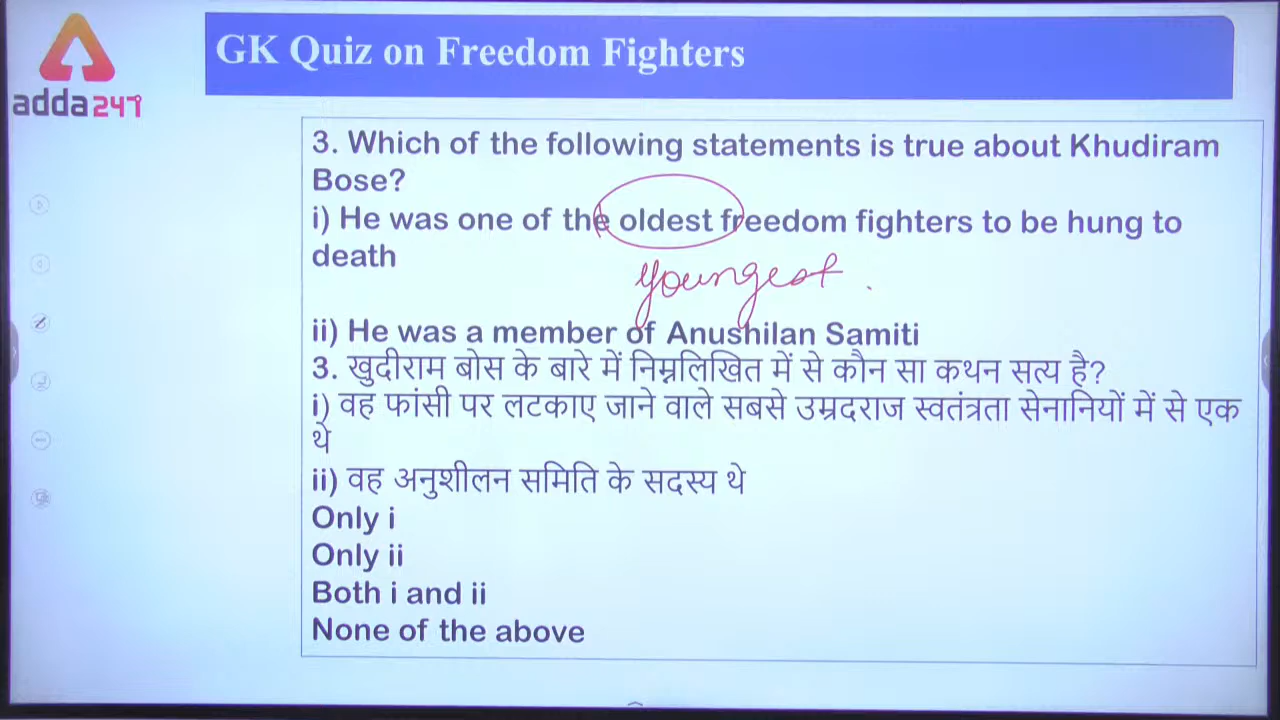 adda247
GK Quiz on Freedom Fighters
3. Which of the following statements is true about Khudiram
Bose?
i) He was one of the oldest freedom fighters to be hung to
death
youngest.
ii) He was a member of Anushilan Samiti
3. खुदीराम बोस के बारे में निम्नलिखित में से कौन सा कथन सत्य है?
i) वह फांसी पर लटकाए जाने वाले सबसे उम्रदराज स्वतंत्रता सेनानियों में से एक
थे
ii) वह अनुशीलन समिति के सदस्य थे
Only i
Only ii
Both i and ii
None of the above